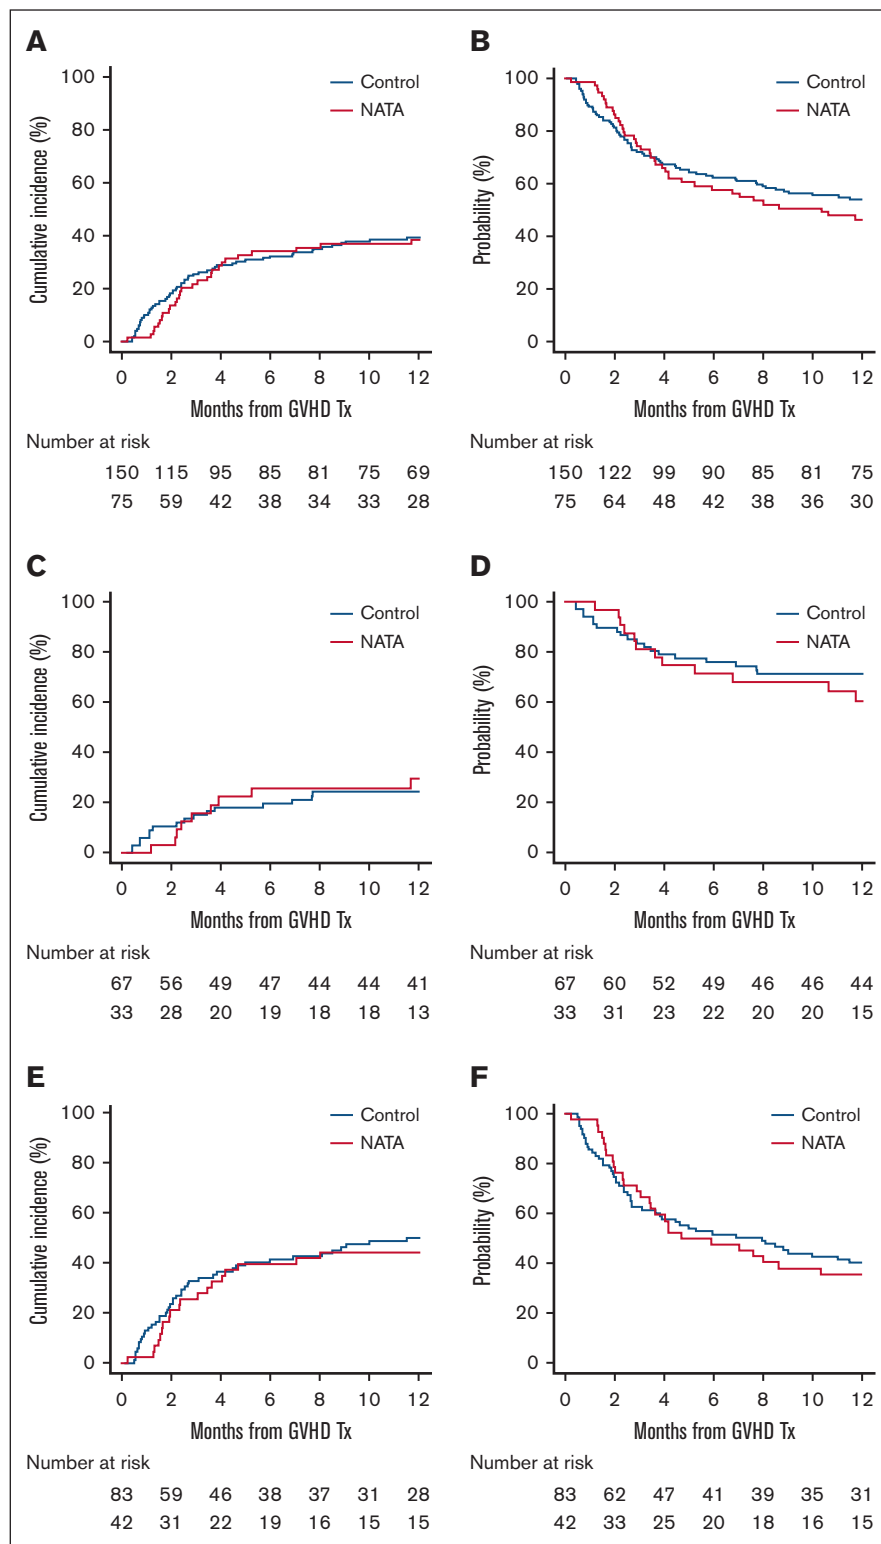 A
Cumulative incidence (%)
100
80
60
40
20
0
Control
NATA
0 2 4 6 8 10 12
Months from GVHD Tx
Number at risk
150 115 95 85 81 75 69
75 59 42 38 34 33 28
B
Probability (%)
100
80
60
40
20
0
Control
NATA
0 2 4 6 8 10 12
Months from GVHD Tx
150 122 99 90 85 81 75
75 64 48 42 38 36 30
C
Cumulative incidence (%)
100
80
60
40
20
0
Control
NATA
0 2 4 6 8 10 12
Months from GVHD Tx
Number at risk
67 56 49 47 44 44 41
33 28 20 19 18 18 13
D
Probability (%)
100
80
60
40
20
0
Control
NATA
0 2 4 6 8 10 12
Months from GVHD Tx
Number at risk
67 60 52 49 46 46 44
33 31 23 22 20 20 15
E
Cumulative incidence (%)
100
80
60
40
20
0
Control
NATA
0 2 4 6 8 10 12
Months from GVHD Tx
Number at risk
83 59 46 38 37 31 28
42 31 22 19 16 15 15
F
Probability (%)
100
80
60
40
20
0
Control
NATA
0 2 4 6 8 10 12
Months from GVHD Tx
Number at risk
83 62 47 41 39 35 31
42 33 25 20 18 16 15